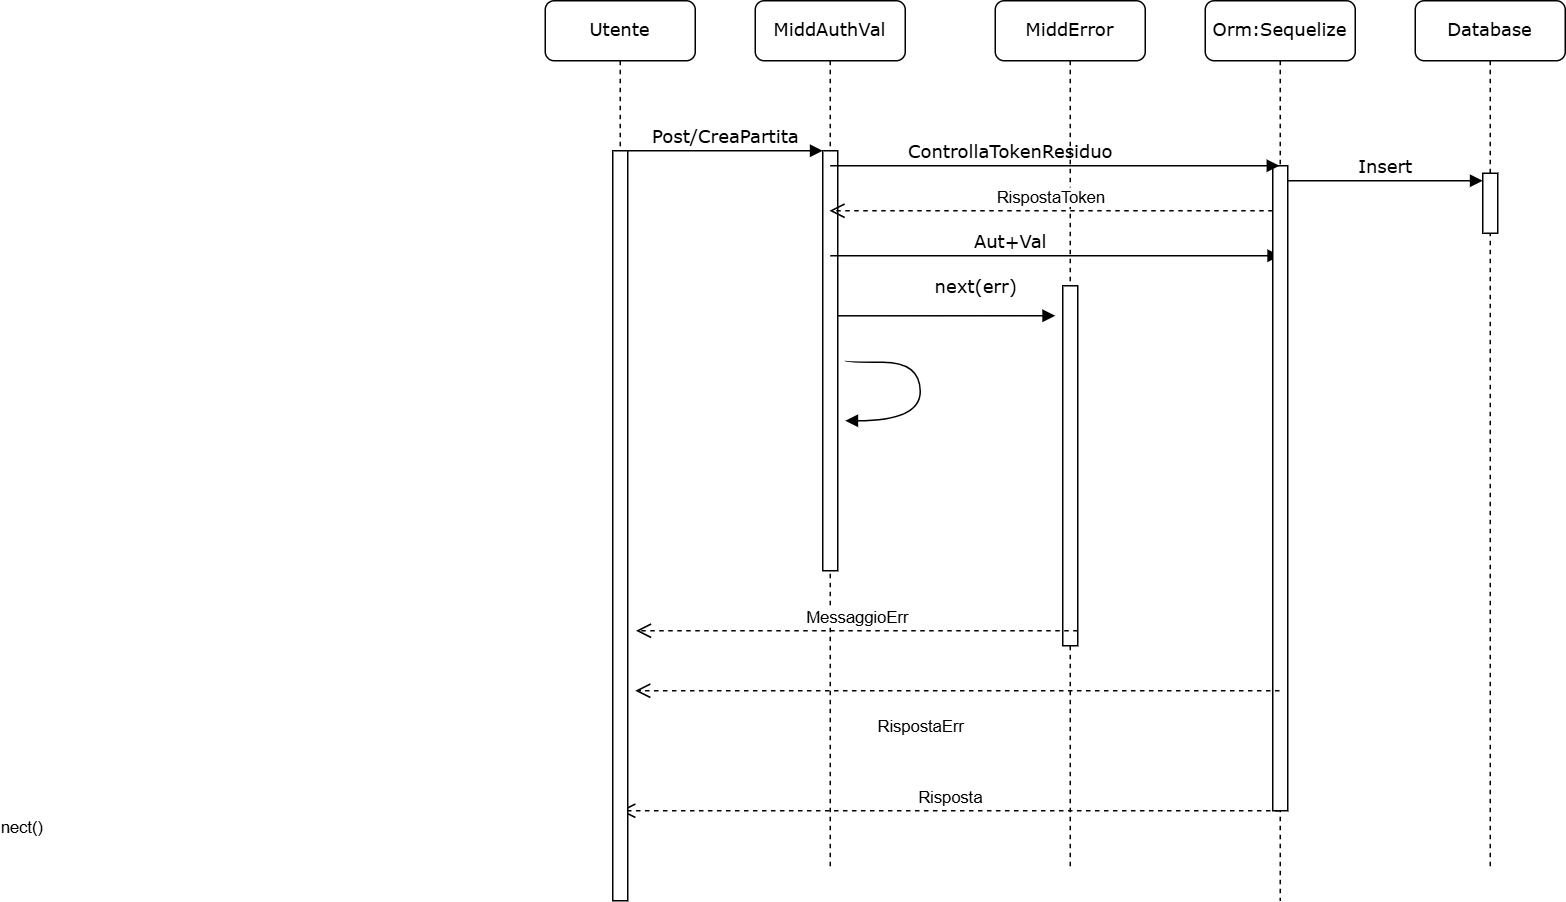 Utente
MiddAuthVal
MiddError
Orm:Sequelize
Database
Post/CreaPartita
ControllaTokenResiduo
Insert
RispostaToken
Aut+Val
next(err)
MessaggioErr
RispostaErr
Risposta
nect()